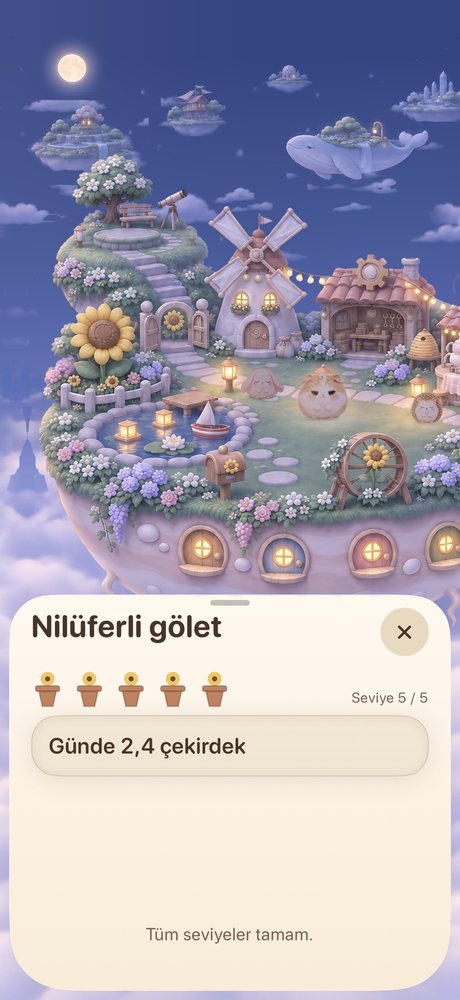 Nilüferli gölet
Seviye 5 / 5
Günde 2,4 çekirdek
Tüm seviyeler tamam.